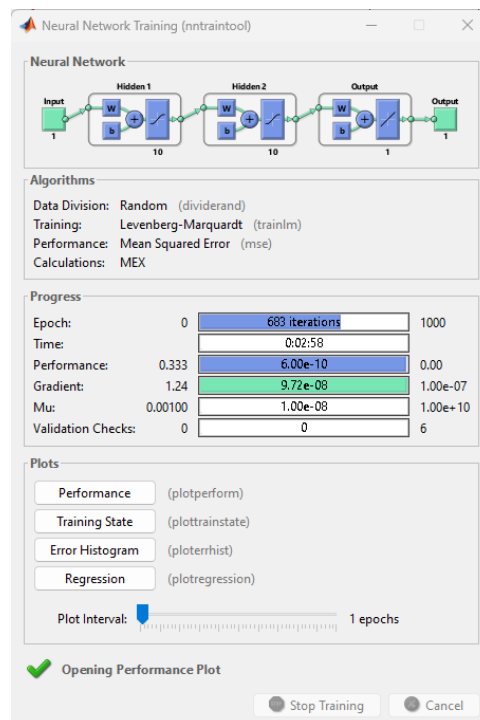 Neural Network Training (nntraintool)
Neural Network
Hidden 1 Hidden 2 Output
Input Output
W W W
b b b
1 1
10 10 1
Algorithms
Data Division: Random (dividerand)
Training: Levenberg-Marquardt (trainlm)
Performance: Mean Squared Error (mse)
Calculations: MEX
Progress
Epoch: 0 683 iterations 1000
Time: 0:02:58
Performance: 0.333 6.00e-10 0.00
Gradient: 1.24 9.72e-08 1.00e-07
Mu: 0.00100 1.00e-08 1.00e+10
Validation Checks: 0 0 6
Plots
Performance (plotperform)
Training State (plottrainstate)
Error Histogram (ploterrhist)
Regression (plotregression)
Plot Interval: 1 epochs
Opening Performance Plot
Stop Training Cancel